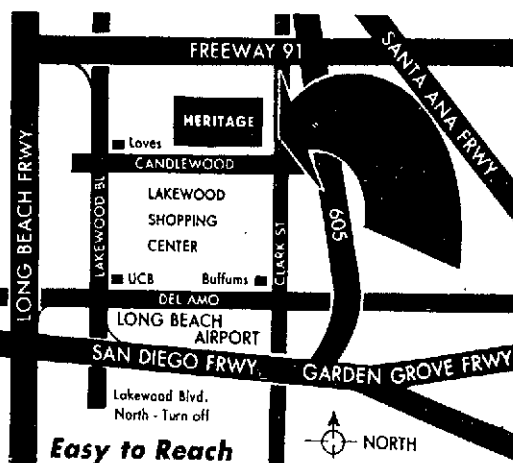 FREEWAY 91
SANTA ANA FRWY.
HERITAGE
Loves
CANDLEWOOD
LONG BEACH FRWY.
LAKEWOOD BL
LAKEWOOD
SHOPPING
CENTER
CLARK ST
605
UCB
Buffums
DEL AMO
LONG BEACH
AIRPORT
SAN DIEGO FRWY.
GARDEN GROVE FRWY
Lakewood Blvd.
North - Turn off
Easy to Reach
NORTH